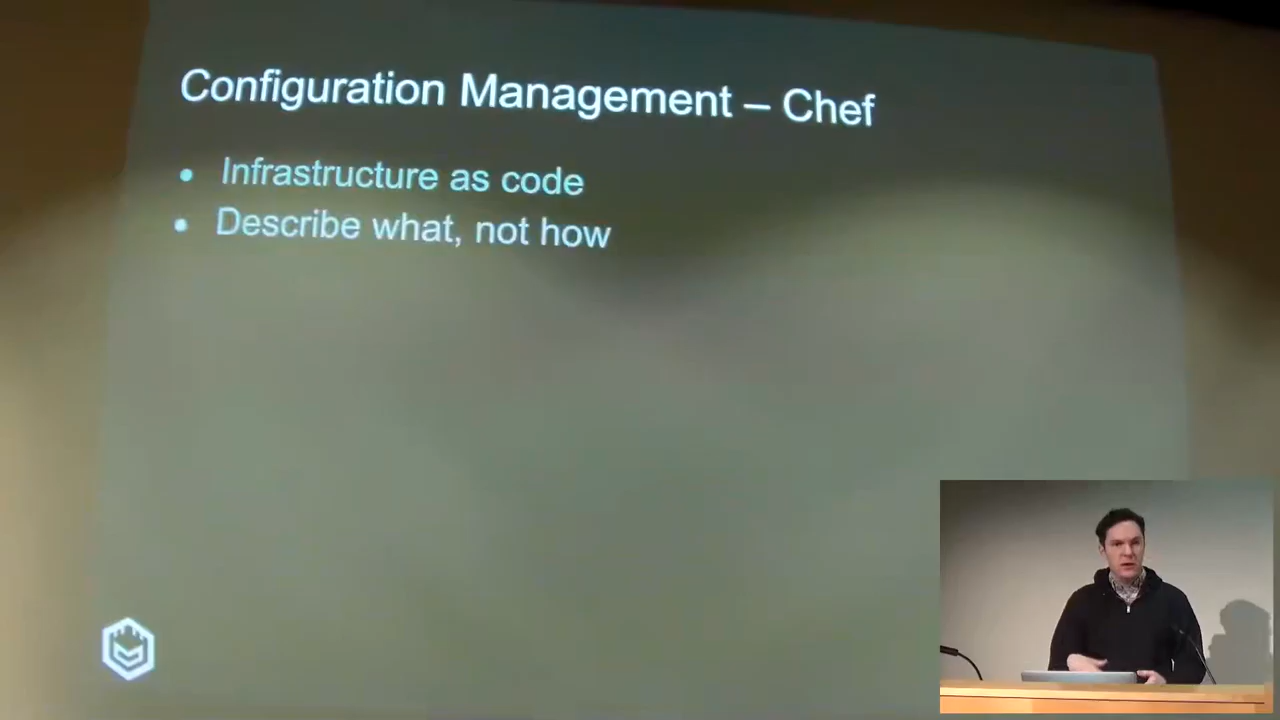 Configuration Management – Chef
• Infrastructure as code
• Describe what, not how